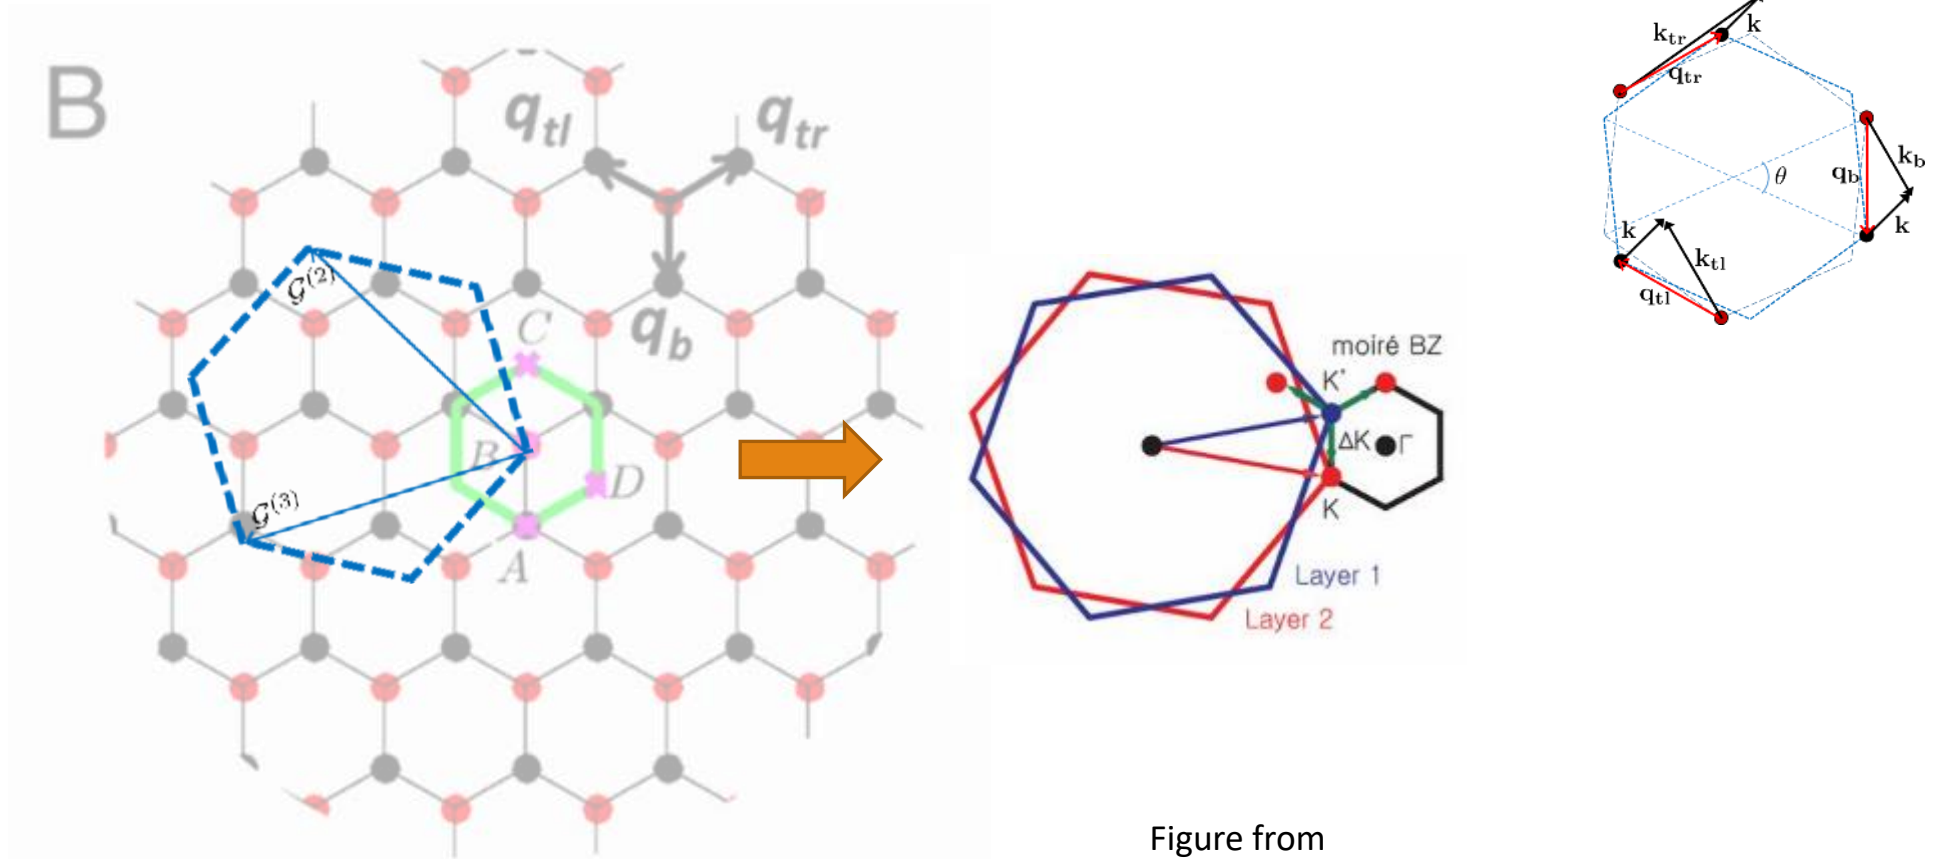 B
q_tl
q_tr
q_b
𝒢^(2)
𝒢^(3)
C
B
D
A
moiré BZ
K'
ΔK
Γ
K
Layer 1
Layer 2
k_tr
k
q_tr
k_b
q_b
θ
k
k
k_tl
q_tl
Figure from